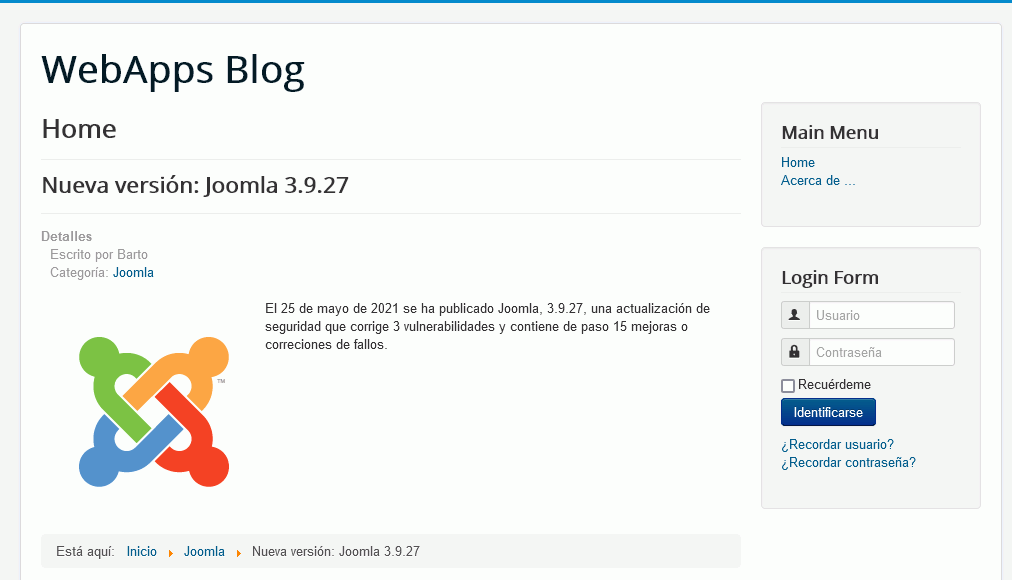 WebApps Blog
Home
Nueva versión: Joomla 3.9.27
Detalles
Escrito por Barto
Categoría: Joomla
El 25 de mayo de 2021 se ha publicado Joomla, 3.9.27, una actualización de
seguridad que corrige 3 vulnerabilidades y contiene de paso 15 mejoras o
correciones de fallos.
TM
Está aquí: Inicio Joomla Nueva versión: Joomla 3.9.27
Main Menu
Home
Acerca de ...
Login Form
Usuario
Contraseña
Recuérdeme
Identificarse
¿Recordar usuario?
¿Recordar contraseña?